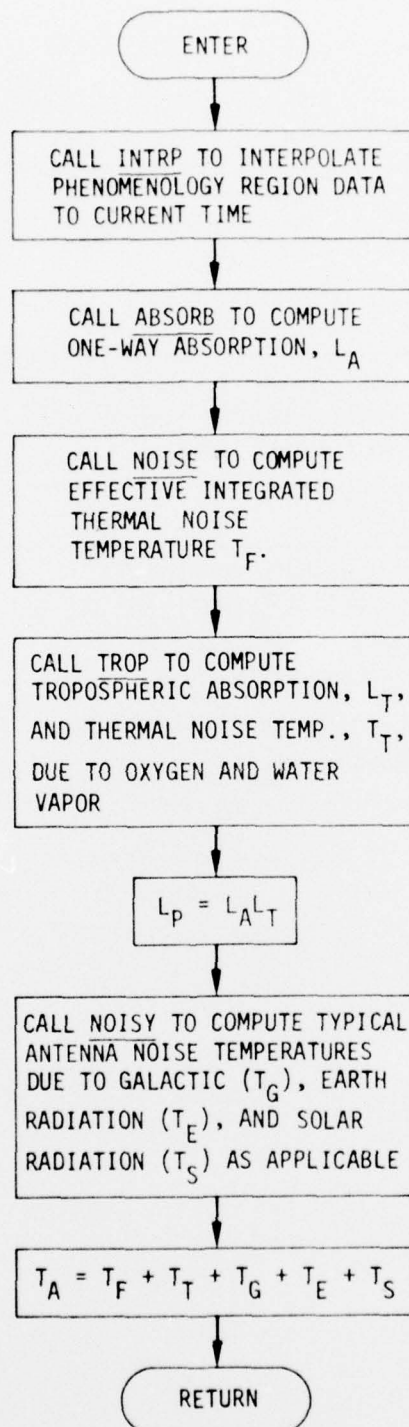 ENTER
CALL INTRP TO INTERPOLATE
PHENOMENOLOGY REGION DATA
TO CURRENT TIME
CALL ABSORB TO COMPUTE
ONE-WAY ABSORPTION, L_A
CALL NOISE TO COMPUTE
EFFECTIVE INTEGRATED
THERMAL NOISE
TEMPERATURE T_F.
CALL TROP TO COMPUTE
TROPOSPHERIC ABSORPTION, L_T,
AND THERMAL NOISE TEMP., T_T,
DUE TO OXYGEN AND WATER
VAPOR
L_P = L_A L_T
CALL NOISY TO COMPUTE TYPICAL
ANTENNA NOISE TEMPERATURES
DUE TO GALACTIC (T_G), EARTH
RADIATION (T_E), AND SOLAR
RADIATION (T_S) AS APPLICABLE
T_A = T_F + T_T + T_G + T_E + T_S
RETURN